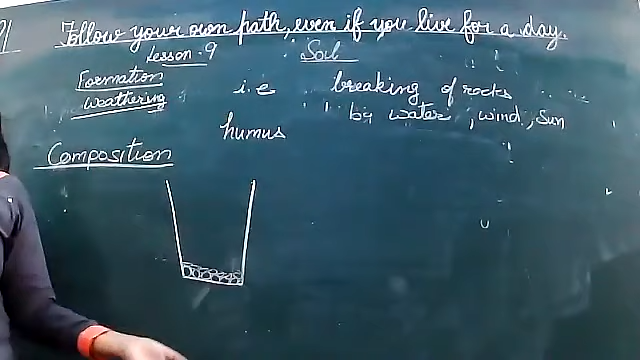 Follow your own path, even if you live for a day.
Lesson - 9 Soil
Formation
Weathering i.e breaking of rocks
by water, wind, sun
humus
Composition